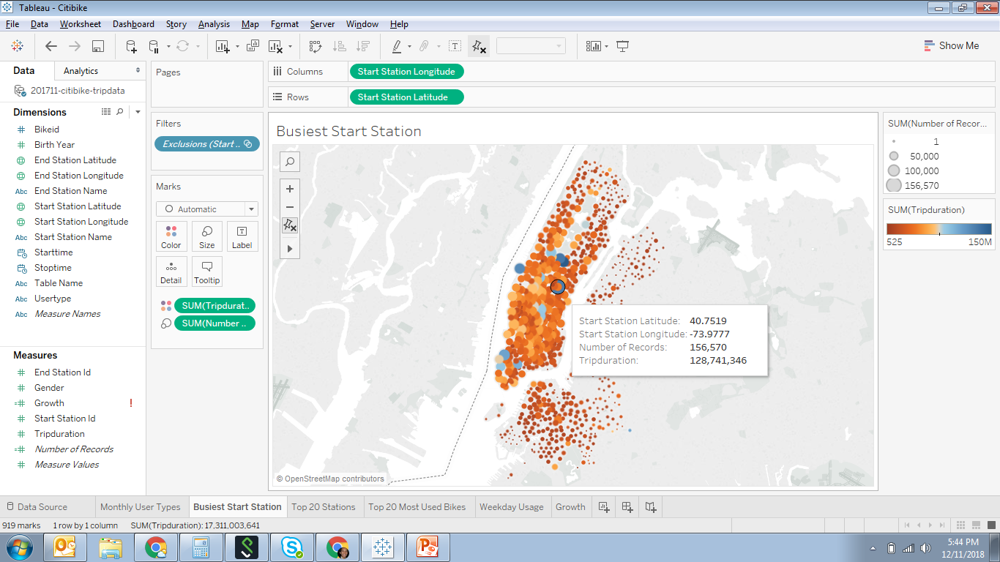 Tableau - Citibike
File Data Worksheet Dashboard Story Analysis Map Format Server Window Help
Show Me
Data Analytics
201711-citibike-tripdata
Dimensions
Bikeid
Birth Year
End Station Latitude
End Station Longitude
Abc End Station Name
Start Station Latitude
Start Station Longitude
Abc Start Station Name
Starttime
Stoptime
Abc Table Name
Abc Usertype
Abc Measure Names
Measures
End Station Id
Gender
Growth !
Start Station Id
Tripduration
Number of Records
Measure Values
Pages
Filters
Exclusions (Start ..
Marks
Automatic
Color Size Label
Detail Tooltip
SUM(Tripdurat..
SUM(Number ..
Columns Start Station Longitude
Rows Start Station Latitude
Busiest Start Station
Start Station Latitude: 40.7519
Start Station Longitude: -73.9777
Number of Records: 156,570
Tripduration: 128,741,346
© OpenStreetMap contributors
SUM(Number of Recor...
1
50,000
100,000
156,570
SUM(Tripduration)
525 150M
Data Source Monthly User Types Busiest Start Station Top 20 Stations Top 20 Most Used Bikes Weekday Usage Growth
919 marks 1 row by 1 column SUM(Tripduration): 17,311,003,641
5:44 PM
12/11/2018